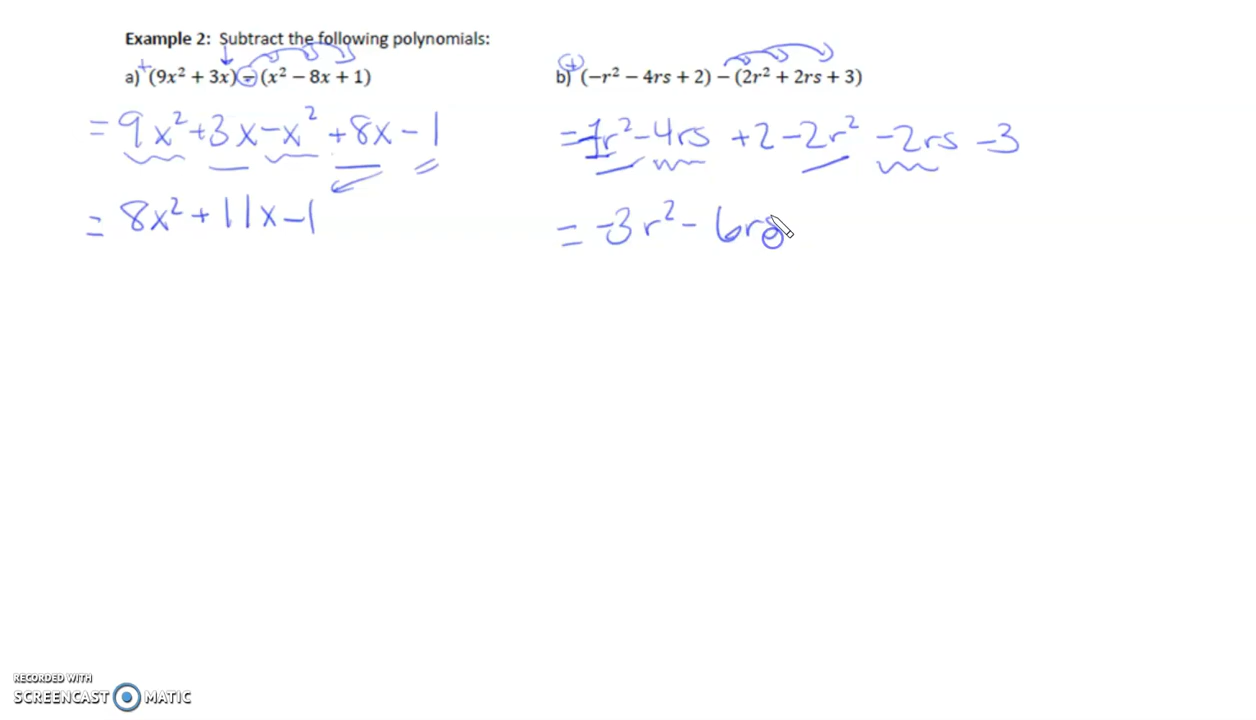 Example 2: Subtract the following polynomials:
a) +(9x² + 3x) − (x² − 8x + 1)
= 9x² + 3x − x² + 8x − 1
= 8x² + 11x − 1
b) +(−r² − 4rs + 2) − (2r² + 2rs + 3)
= −1r² − 4rs + 2 − 2r² − 2rs − 3
= −3r² − 6rs
RECORDED WITH
SCREENCAST MATIC